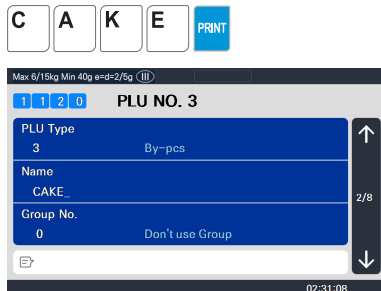 C A K E PRINT
Max 6/15kg Min 40g e=d=2/5g (III)
1 1 2 0 PLU NO. 3
PLU Type
3 By-pcs
Name
CAKE_
2/8
Group No.
0 Don't use Group
02:31:08